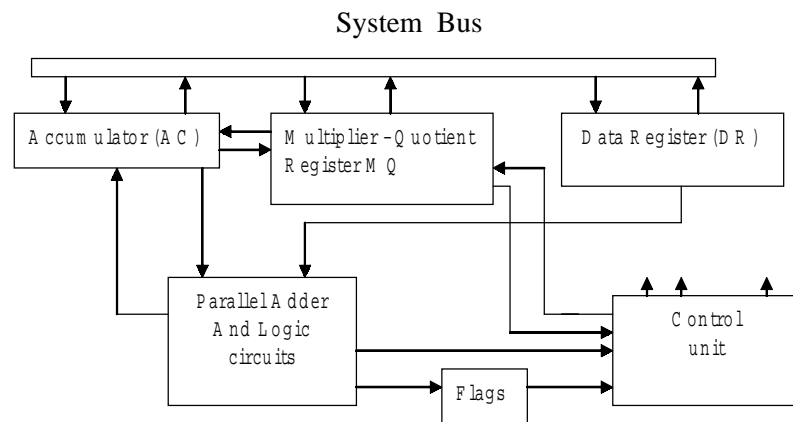 System Bus
Accumulator (AC)
Multiplier-Quotient
Register MQ
Data Register (DR)
Parallel Adder
And Logic
circuits
Control
unit
Flags